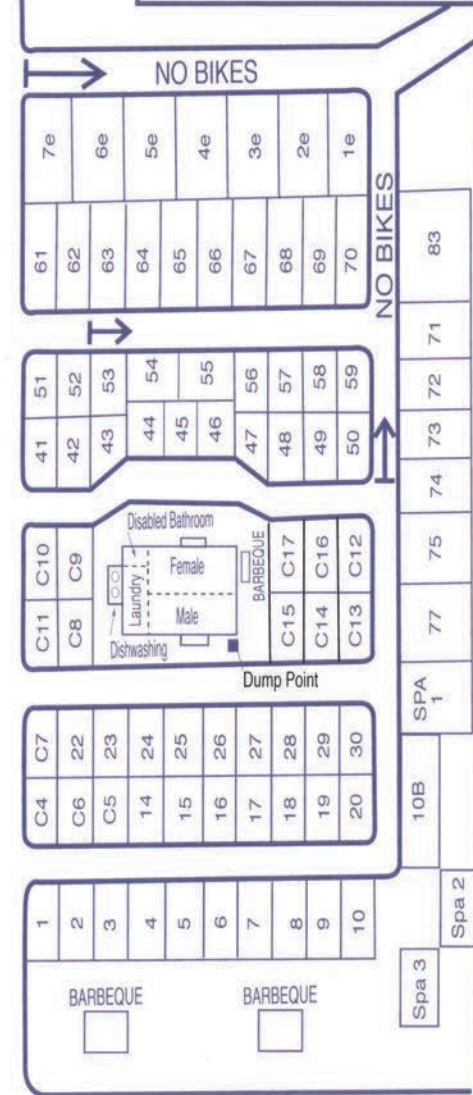 NO BIKES
7e
6e
5e
4e
3e
2e
1e
61
62
63
64
65
66
67
68
69
70
NO BIKES
83
51
52
53
54
55
56
57
58
59
41
42
43
44
45
46
47
48
49
50
71
72
73
74
75
77
C10
C9
C11
C8
Disabled Bathroom
Laundry
Female
Male
Dishwashing
BARBEQUE
C17
C16
C12
C15
C14
C13
Dump Point
SPA
1
C7
22
23
24
25
26
27
28
29
30
C4
C6
C5
14
15
16
17
18
19
20
10B
1
2
3
4
5
6
7
8
9
10
Spa 2
Spa 3
BARBEQUE
BARBEQUE